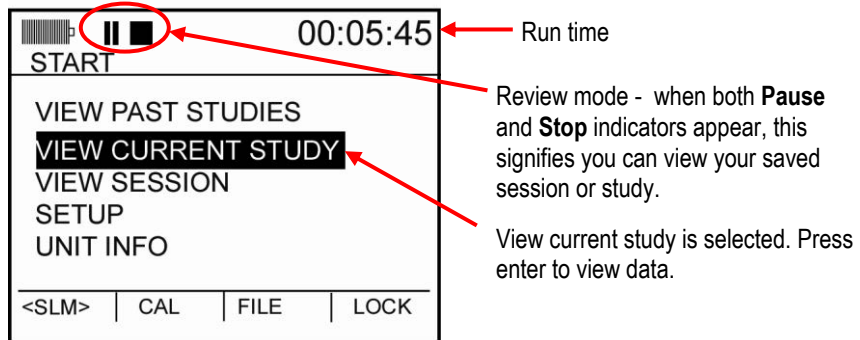 00:05:45
START
VIEW PAST STUDIES
VIEW CURRENT STUDY
VIEW SESSION
SETUP
UNIT INFO
<SLM> CAL FILE LOCK
Run time
Review mode - when both Pause
and Stop indicators appear, this
signifies you can view your saved
session or study.
View current study is selected. Press
enter to view data.